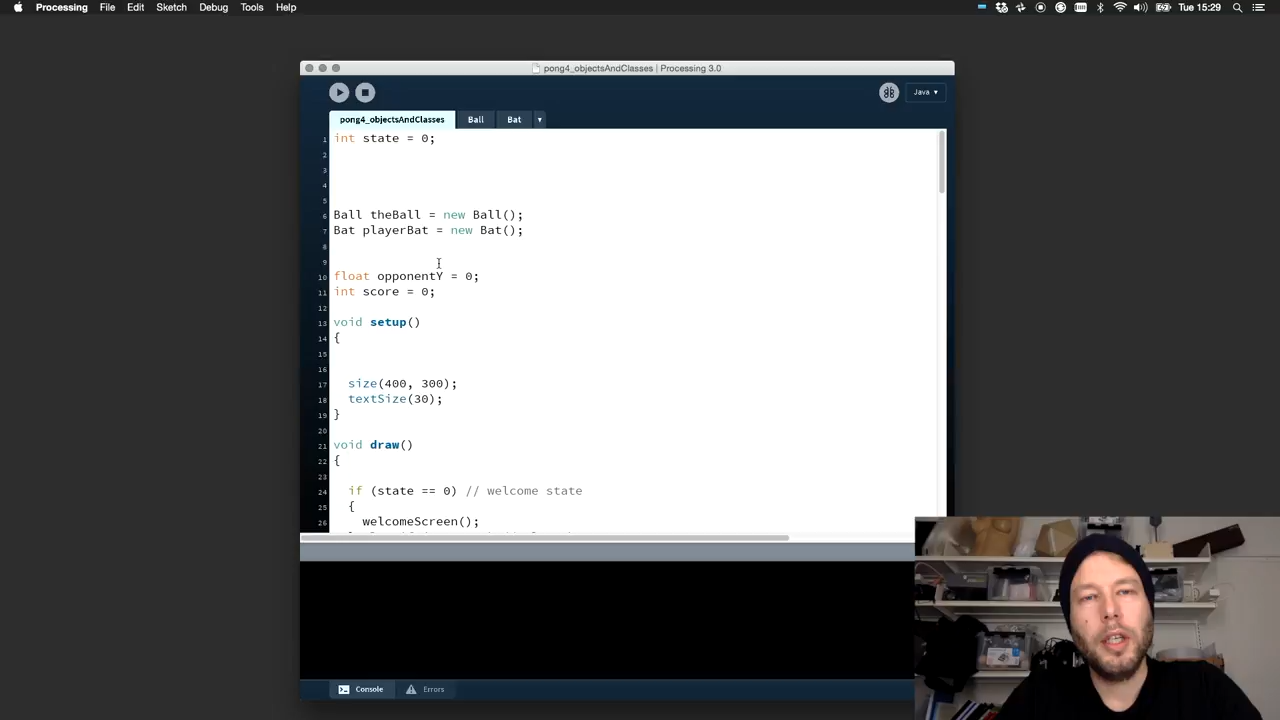 Processing File Edit Sketch Debug Tools Help Tue 15:29
pong4_objectsAndClasses | Processing 3.0
Java ▾
pong4_objectsAndClasses Ball Bat ▾
1 int state = 0;
2
3
4
5
6 Ball theBall = new Ball();
7 Bat playerBat = new Bat();
8
9
10 float opponentY = 0;
11 int score = 0;
12
13 void setup()
14 {
15
16
17 size(400, 300);
18 textSize(30);
19 }
20
21 void draw()
22 {
23
24 if (state == 0) // welcome state
25 {
26 welcomeScreen();
Console Errors